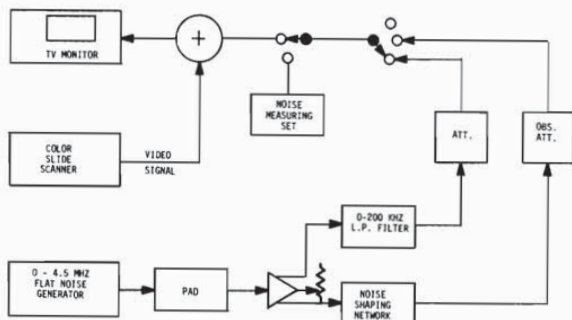 TV MONITOR
NOISE
MEASURING
SET
COLOR
SLIDE
SCANNER
VIDEO
SIGNAL
ATT.
OBS.
ATT.
0-200 KHZ
L.P. FILTER
0 - 4.5 MHZ
FLAT NOISE
GENERATOR
PAD
NOISE
SHAPING
NETWORK